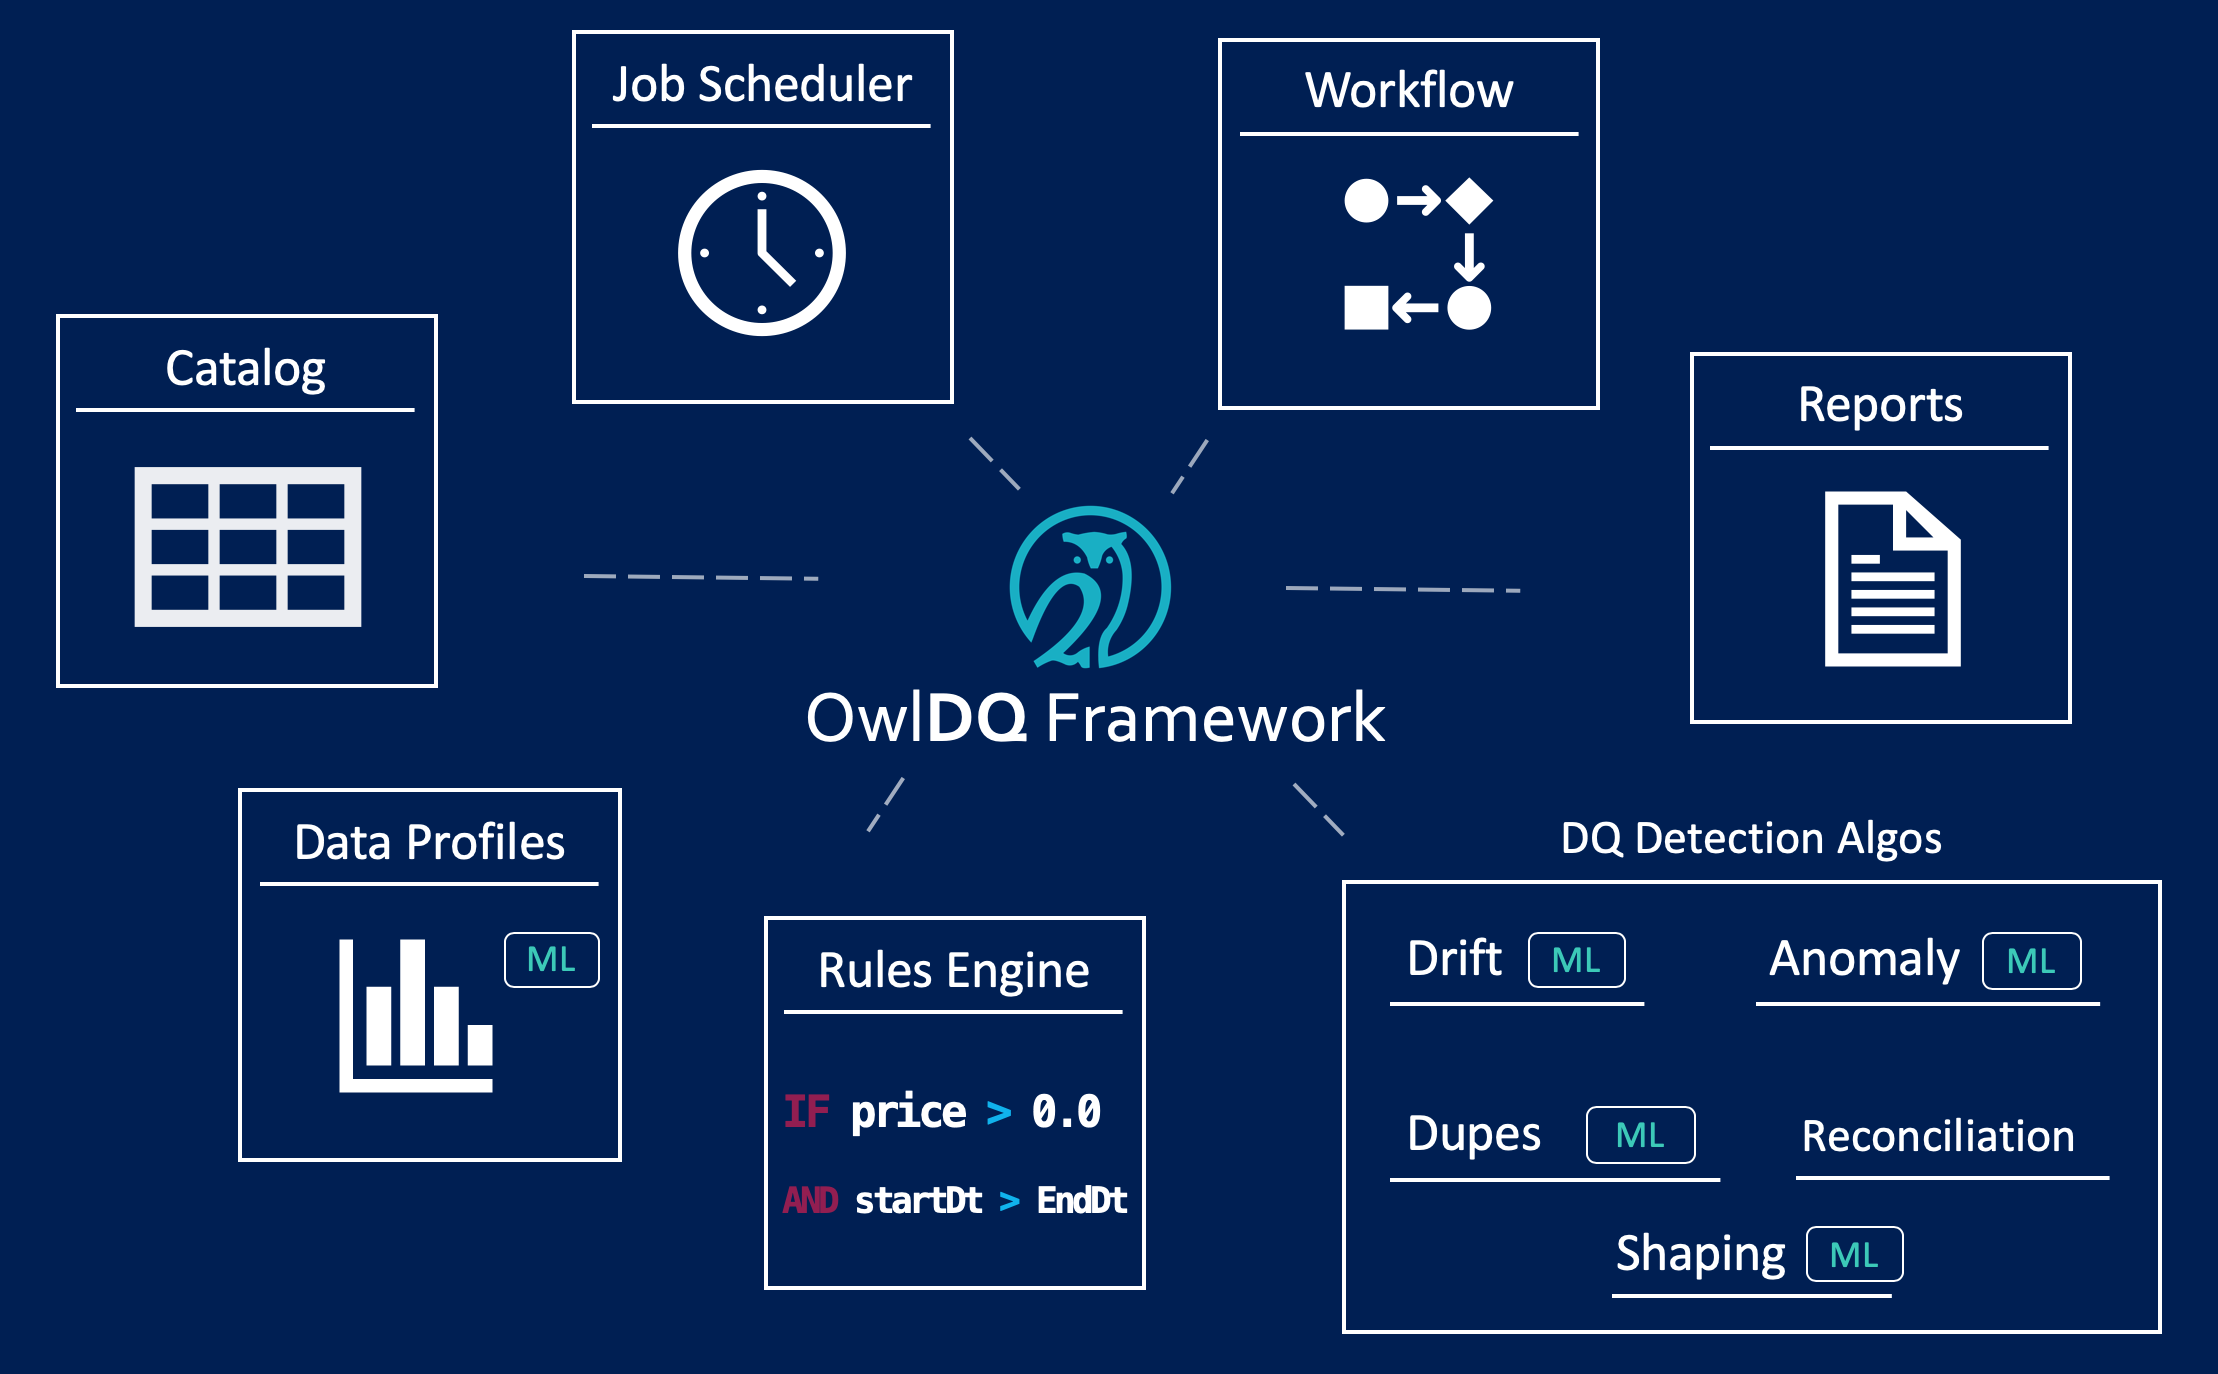 Job Scheduler
Workflow
Catalog
Reports
OwlDQ Framework
Data Profiles
ML
Rules Engine
IF price > 0.0
AND startDt > EndDt
DQ Detection Algos
Drift ML
Anomaly ML
Dupes ML
Reconciliation
Shaping ML